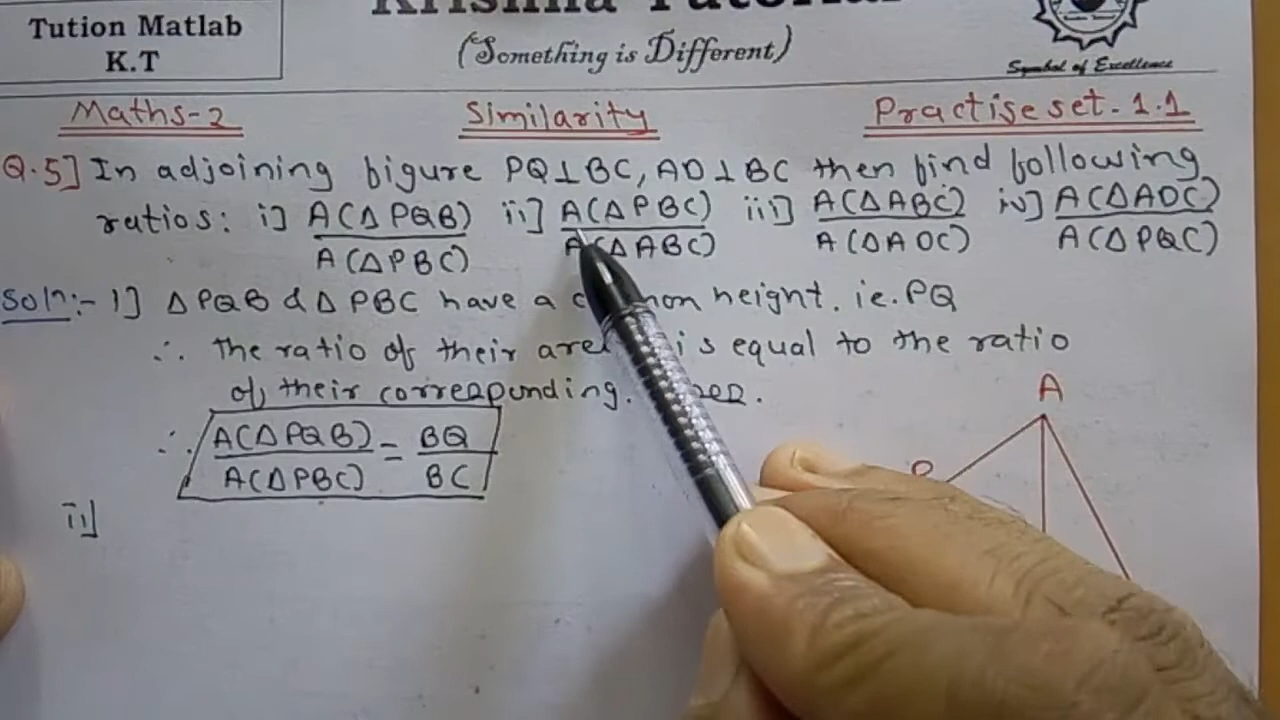 Tution Matlab
K.T
(Something is Different)
Symbol of Excellence
Maths-2 Similarity Practise set-1.1
Q.5] In adjoining figure PQ⊥BC, AD⊥BC then find following
ratios: i] A(ΔPQB) ii] A(ΔPBC) iii] A(ΔABC) iv] A(ΔADC)
A(ΔPBC) A(ΔABC) A(ΔADC) A(ΔPQC)
Soln:- 1] ΔPQB & ΔPBC have a height. ie. PQ
∴ the ratio of their is equal to the ratio
of their corresponding.
∴ A(ΔPQB) = BQ
A(ΔPBC) BC
ii]
A